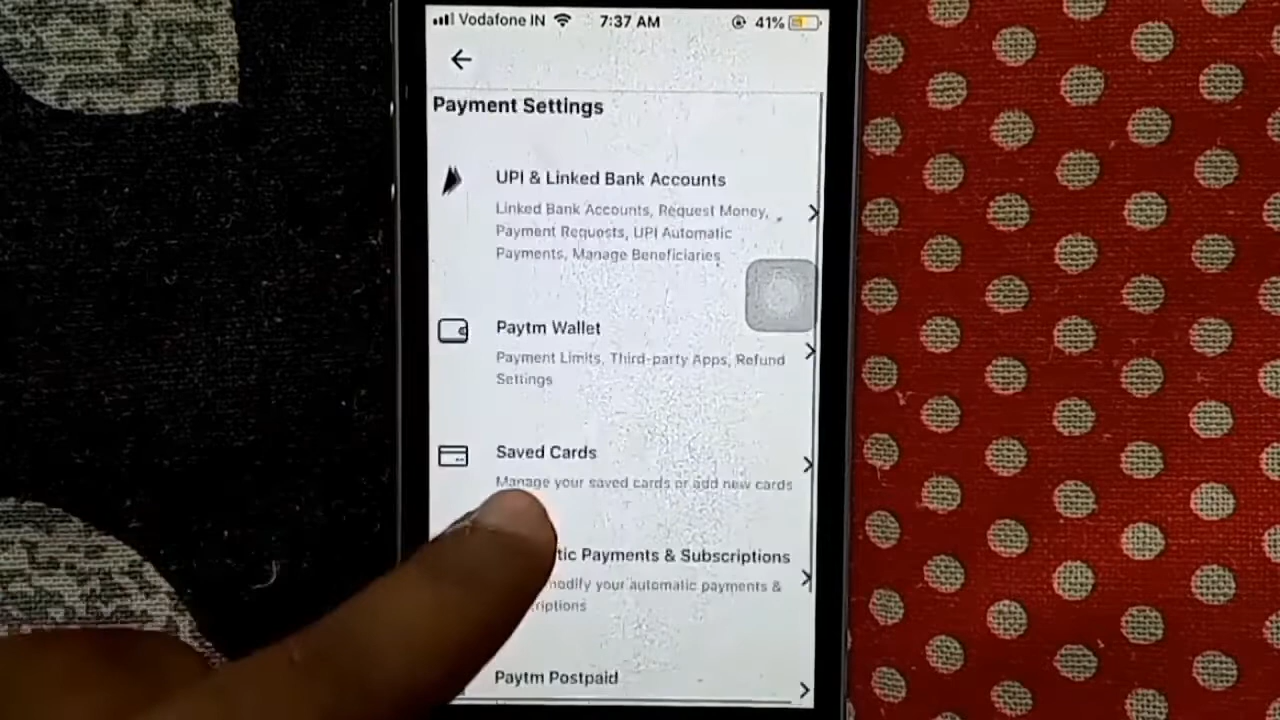 Vodafone IN 7:37 AM 41%
Payment Settings
UPI & Linked Bank Accounts
Linked Bank Accounts, Request Money,
Payment Requests, UPI Automatic
Payments, Manage Beneficiaries
Paytm Wallet
Payment Limits, Third-party Apps, Refund
Settings
Saved Cards
Manage your saved cards or add new cards
tic Payments & Subscriptions
modify your automatic payments &
riptions
Paytm Postpaid